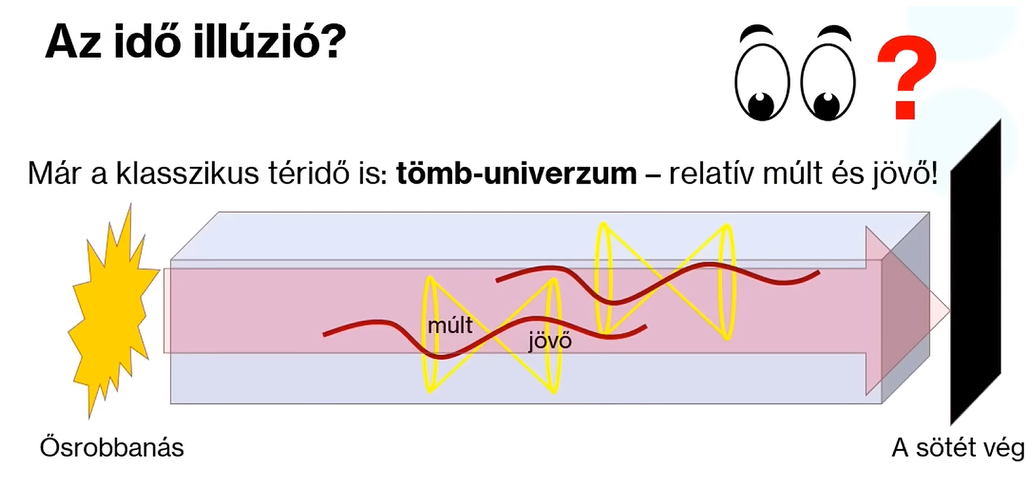 Az idő illúzió?
?
Már a klasszikus téridő is: tömb-univerzum – relatív múlt és jövő!
múlt
jövő
Ősrobbanás
A sötét vég